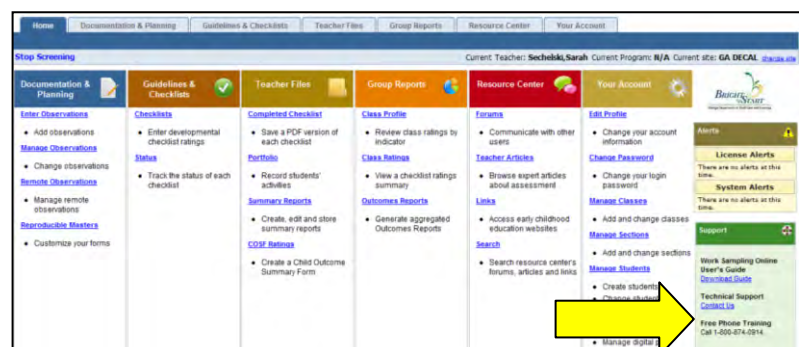 Home
Documentation & Planning
Guidelines & Checklists
Teacher Files
Group Reports
Resource Center
Your Account
Stop Screening
Current Teacher: Sechelski,Sarah Current Program: N/A Current site: GA DECAL change site
Documentation &
Planning
Enter Observations
• Add observations
Manage Observations
• Change observations
Remote Observations
• Manage remote
observations
Reproducible Masters
• Customize your forms
Guidelines &
Checklists
Checklists
• Enter developmental
checklist ratings
Status
• Track the status of each
checklist
Teacher Files
Completed Checklist
• Save a PDF version of
each checklist
Portfolio
• Record students'
activities
Summary Reports
• Create, edit and store
summary reports
COSF Ratings
• Create a Child Outcome
Summary Form
Group Reports
Class Profile
• Review class ratings by
indicator
Class Ratings
• View a checklist ratings
summary
Outcomes Reports
• Generate aggregated
Outcomes Reports
Resource Center
Forums
• Communicate with other
users
Teacher Articles
• Browse expert articles
about assessment
Links
• Access early childhood
education websites
Search
• Search resource center's
forums, articles and links
Your Account
Edit Profile
• Change your account
information
Change Password
• Change your login
password
Manage Classes
• Add and change classes
Manage Sections
• Add and change sections
Manage Students
• Create students
• Change
• Manage digital
BRIGHT
START
Alerts
License Alerts
There are no alerts at this
time.
System Alerts
There are no alerts at this
time.
Support
Work Sampling Online
User's Guide
Download Guide
Technical Support
Contact Us
Free Phone Training
Call 1-800-874-0914.